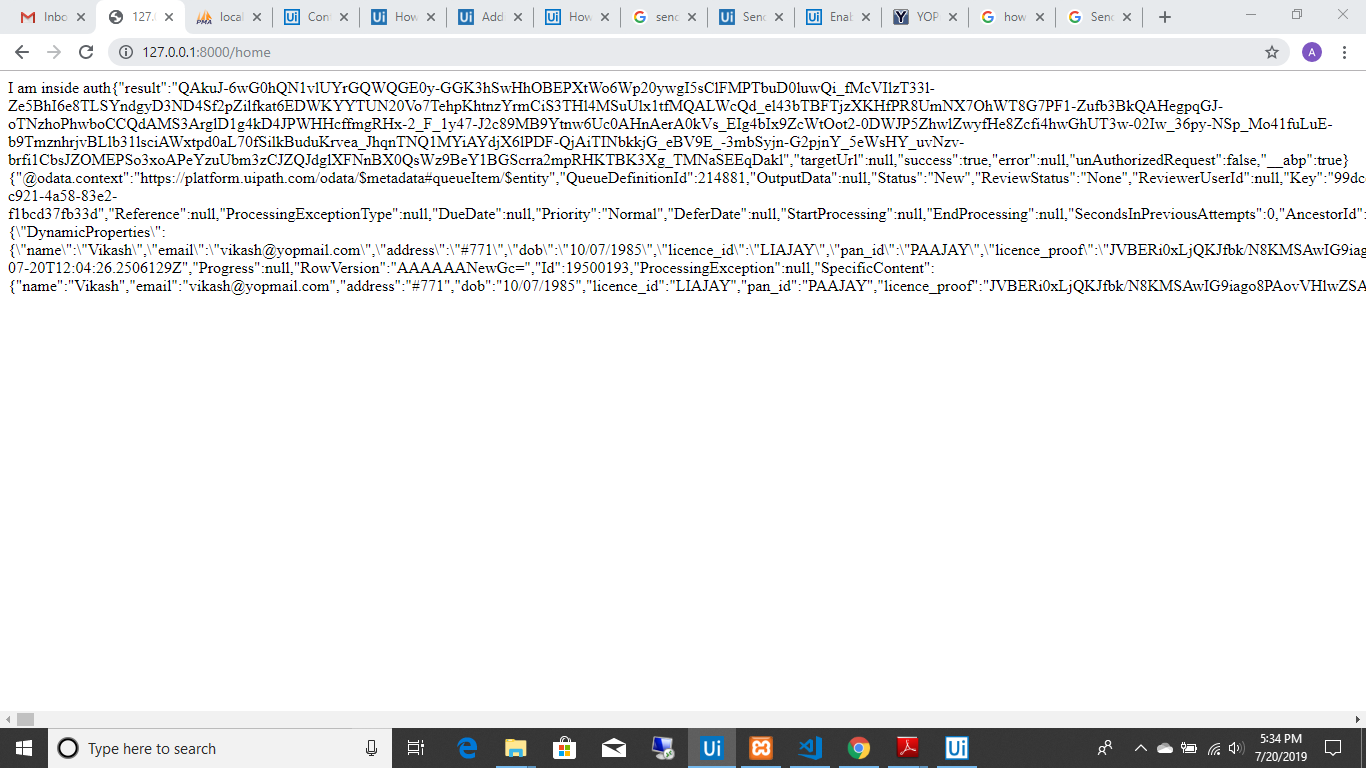 Inbo
127.
local
Cont
How
Add
How
send
Senc
Enab
YOP
how
Send
127.0.0.1:8000/home
A
I am inside auth{"result":"QAkuJ-6wG0hQN1vlUYrGQWQGE0y-GGK3hSwHhOBEPXtWo6Wp20ywgI5sClFMPTbuD0luwQi_fMcVIlzT33l-
Ze5BhI6e8TLSYndgyD3ND4Sf2pZilfkat6EDWKYYTUN20Vo7TehpKhtnzYrmCiS3THl4MSuUlx1tfMQALWcQd_el43bTBFTjzXKHfPR8UmNX7OhWT8G7PF1-Zufb3BkQAHegpqGJ-
oTNzhoPhwboCCQdAMS3ArglD1g4kD4JPWHHcffmgRHx-2_F_1y47-J2c89MB9Ytnw6Uc0AHnAerA0kVs_EIg4bIx9ZcWtOot2-0DWJP5ZhwlZwyfHe8Zcfi4hwGhUT3w-02Iw_36py-NSp_Mo41fuLuE-
b9TmznhrjvBL1b31lsciAWxtpd0aL70fSilkBuduKrvea_JhqnTNQ1MYiAYdjX6lPDF-QjAiTINbkkjG_eBV9E_-3mbSyjn-G2pjnY_5eWsHY_uvNzv-
brfi1CbsJZOMEPSo3xoAPeYzuUbm3zCJZQJdglXFNnBX0QsWz9BeY1BGScrra2mpRHKTBK3Xg_TMNaSEEqDakl","targetUrl":null,"success":true,"error":null,"unAuthorizedRequest":false,"__abp":true}
{"@odata.context":"https://platform.uipath.com/odata/$metadata#queueItem/$entity","QueueDefinitionId":214881,"OutputData":null,"Status":"New","ReviewStatus":"None","ReviewerUserId":null,"Key":"99dc
c921-4a58-83e2-
f1bcd37fb33d","Reference":null,"ProcessingExceptionType":null,"DueDate":null,"Priority":"Normal","DeferDate":null,"StartProcessing":null,"EndProcessing":null,"SecondsInPreviousAttempts":0,"AncestorId":
{\"DynamicProperties\":
{\"name\":\"Vikash\",\"email\":\"vikash@yopmail.com\",\"address\":\"#771\",\"dob\":\"10/07/1985\",\"licence_id\":\"LIAJAY\",\"pan_id\":\"PAAJAY\",\"licence_proof\":\"JVBERi0xLjQKJfbk/N8KMSAwIG9iag
07-20T12:04:26.2506129Z","Progress":null,"RowVersion":"AAAAAANewGc=","Id":19500193,"ProcessingException":null,"SpecificContent":
{"name":"Vikash","email":"vikash@yopmail.com","address":"#771","dob":"10/07/1985","licence_id":"LIAJAY","pan_id":"PAAJAY","licence_proof":"JVBERi0xLjQKJfbk/N8KMSAwIG9iago8PAovVHlwZSA
Type here to search
5:34 PM
7/20/2019